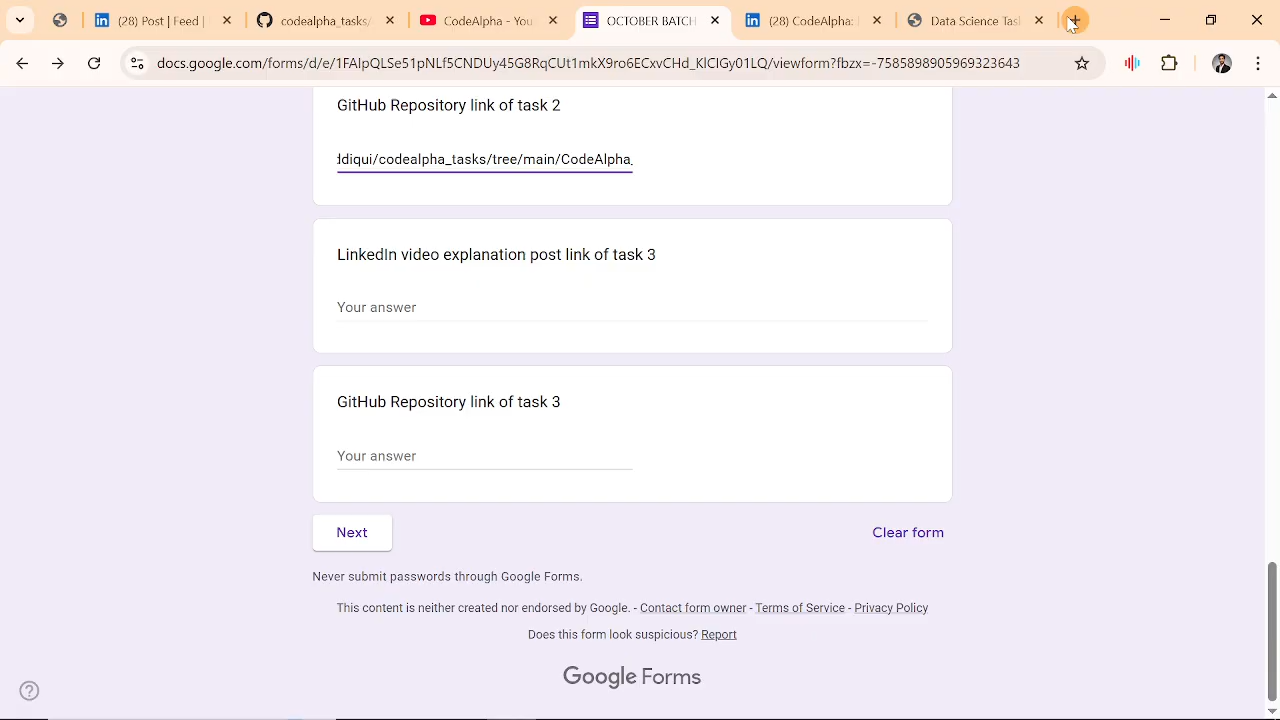 (28) Post | Feed |
codealpha_tasks/
CodeAlpha - You
OCTOBER BATCH
(28) CodeAlpha:
Data Science Tas
docs.google.com/forms/d/e/1FAIpQLSe51pNLf5CNDUy45G8RqCUt1mkX9ro6ECxvCHd_KlCIGy01LQ/viewform?fbzx=-7585898905969323643
GitHub Repository link of task 2
ddiqui/codealpha_tasks/tree/main/CodeAlpha_
LinkedIn video explanation post link of task 3
Your answer
GitHub Repository link of task 3
Your answer
Next
Clear form
Never submit passwords through Google Forms.
This content is neither created nor endorsed by Google. - Contact form owner - Terms of Service - Privacy Policy
Does this form look suspicious? Report
Google Forms